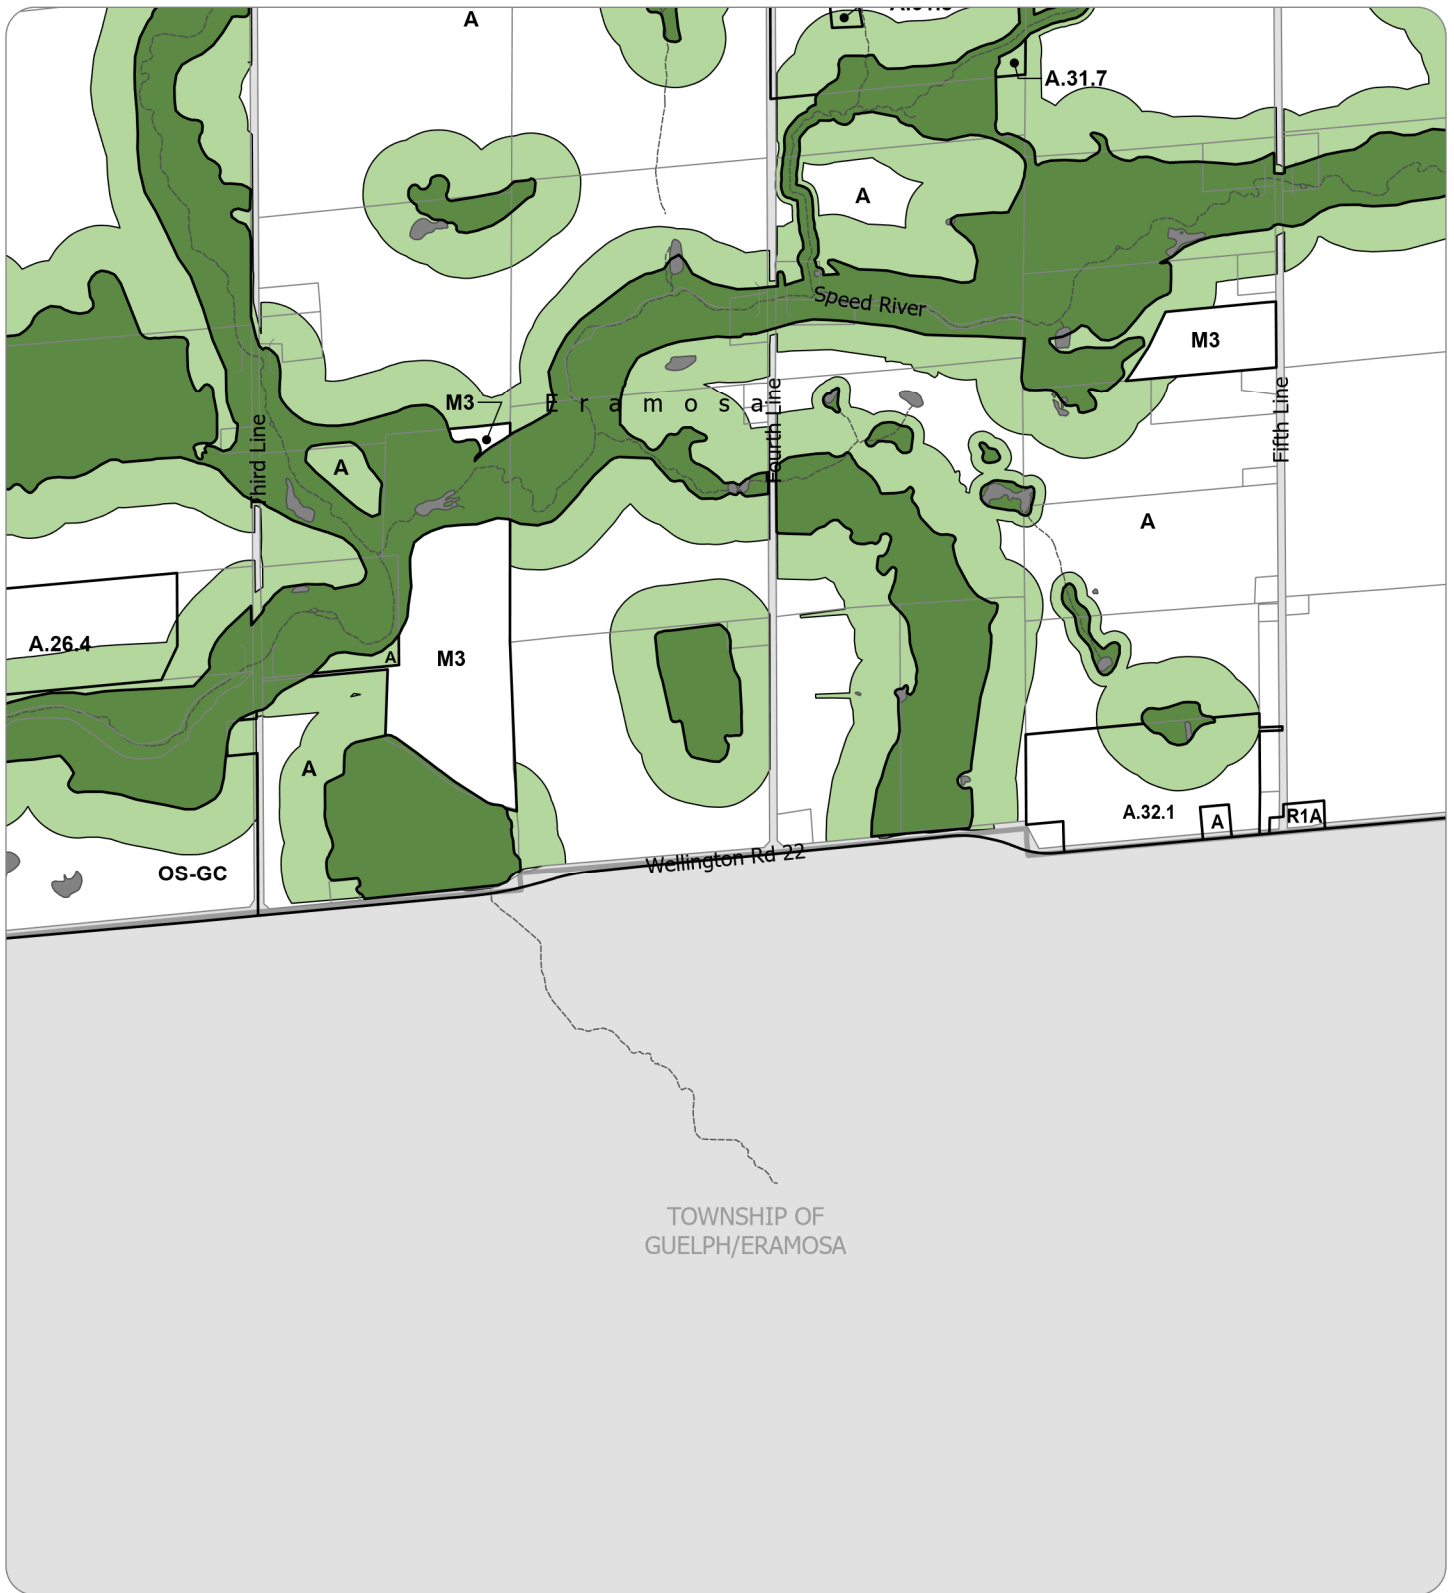 A
A.31.7
A
Speed River
M3
M3
Eramosa
Third Line
Fourth Line
Fifth Line
A
A
A.26.4
A
M3
A
A.32.1
A
R1A
Wellington Rd 22
OS-GC
TOWNSHIP OF
GUELPH/ERAMOSA